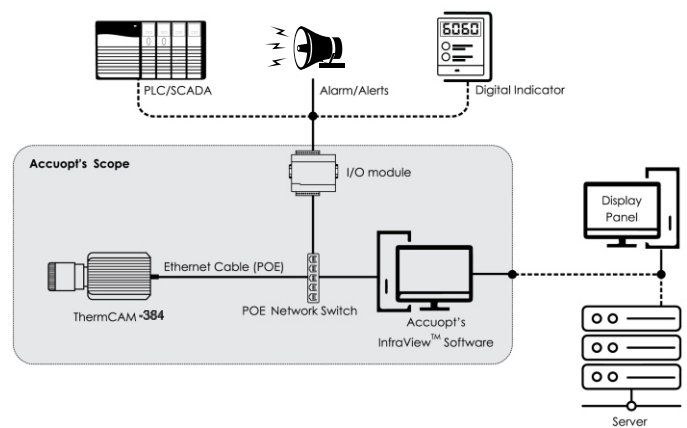 6060
PLC/SCADA
Alarm/Alerts
Digital Indicator
Accuopt's Scope
I/O module
Display
Panel
Ethernet Cable (POE)
ThermCAM -384
POE Network Switch
Accuopt's
InfraView™ Software
Server